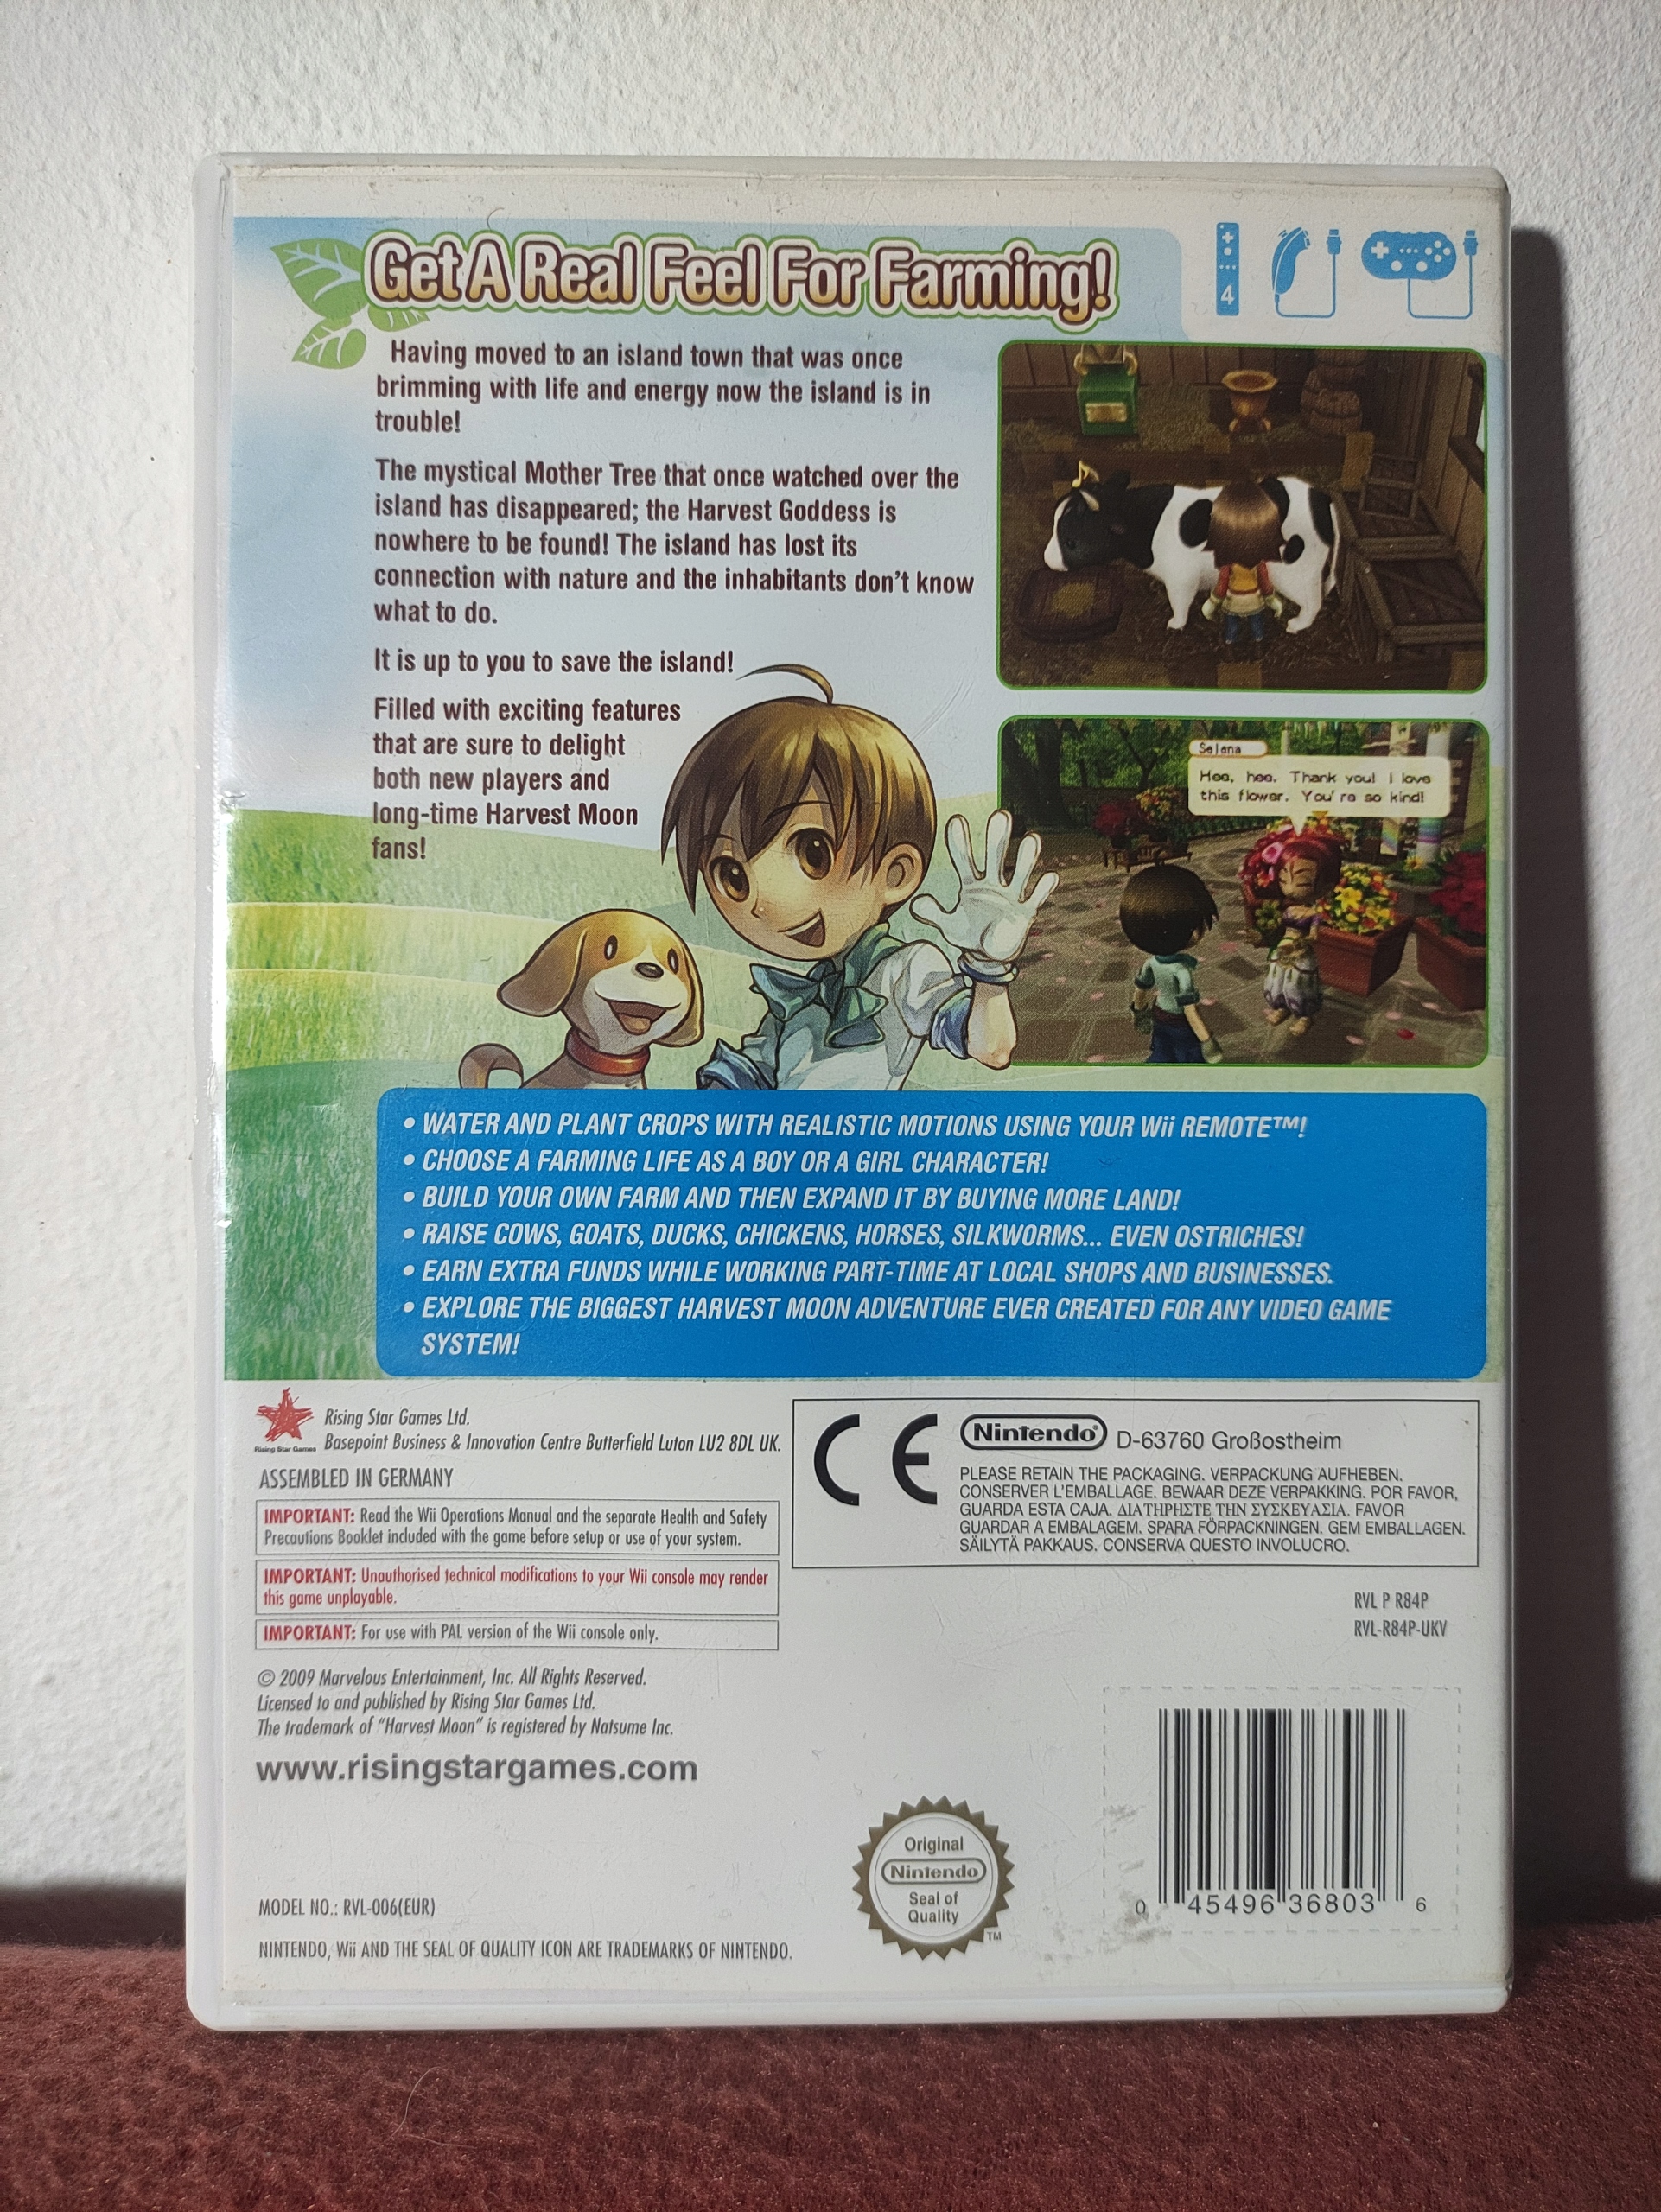 Get A Real Feel For Farming!
4
Having moved to an island town that was once
brimming with life and energy now the island is in
trouble!
The mystical Mother Tree that once watched over the
island has disappeared; the Harvest Goddess is
nowhere to be found! The island has lost its
connection with nature and the inhabitants don't know
what to do.
It is up to you to save the island!
Filled with exciting features
that are sure to delight
both new players and
long-time Harvest Moon
fans!
Selena
Hee, hee. Thank you! I love
this flower. You're so kind!
• WATER AND PLANT CROPS WITH REALISTIC MOTIONS USING YOUR Wii REMOTE™!
• CHOOSE A FARMING LIFE AS A BOY OR A GIRL CHARACTER!
• BUILD YOUR OWN FARM AND THEN EXPAND IT BY BUYING MORE LAND!
• RAISE COWS, GOATS, DUCKS, CHICKENS, HORSES, SILKWORMS... EVEN OSTRICHES!
• EARN EXTRA FUNDS WHILE WORKING PART-TIME AT LOCAL SHOPS AND BUSINESSES.
• EXPLORE THE BIGGEST HARVEST MOON ADVENTURE EVER CREATED FOR ANY VIDEO GAME
SYSTEM!
Rising Star Games
Rising Star Games Ltd.
Basepoint Business & Innovation Centre Butterfield Luton LU2 8DL UK.
ASSEMBLED IN GERMANY
IMPORTANT: Read the Wii Operations Manual and the separate Health and Safety
Precautions Booklet included with the game before setup or use of your system.
IMPORTANT: Unauthorised technical modifications to your Wii console may render
this game unplayable.
IMPORTANT: For use with PAL version of the Wii console only.
© 2009 Marvelous Entertainment, Inc. All Rights Reserved.
Licensed to and published by Rising Star Games Ltd.
The trademark of "Harvest Moon" is registered by Natsume Inc.
www.risingstargames.com
MODEL NO.: RVL-006(EUR)
NINTENDO, Wii AND THE SEAL OF QUALITY ICON ARE TRADEMARKS OF NINTENDO.
CE
Nintendo® D-63760 Großostheim
PLEASE RETAIN THE PACKAGING. VERPACKUNG AUFHEBEN.
CONSERVER L'EMBALLAGE. BEWAAR DEZE VERPAKKING. POR FAVOR,
GUARDA ESTA CAJA. ΔΙΑΤΗΡΗΣΤΕ ΤΗΝ ΣΥΣΚΕΥΑΣΙΑ. FAVOR
GUARDAR A EMBALAGEM. SPARA FÖRPACKNINGEN. GEM EMBALLAGEN.
SÄILYTÄ PAKKAUS. CONSERVA QUESTO INVOLUCRO.
RVL P R84P
RVL-R84P-UKV
Original
Nintendo
Seal of
Quality
TM
0 45496 36803 6